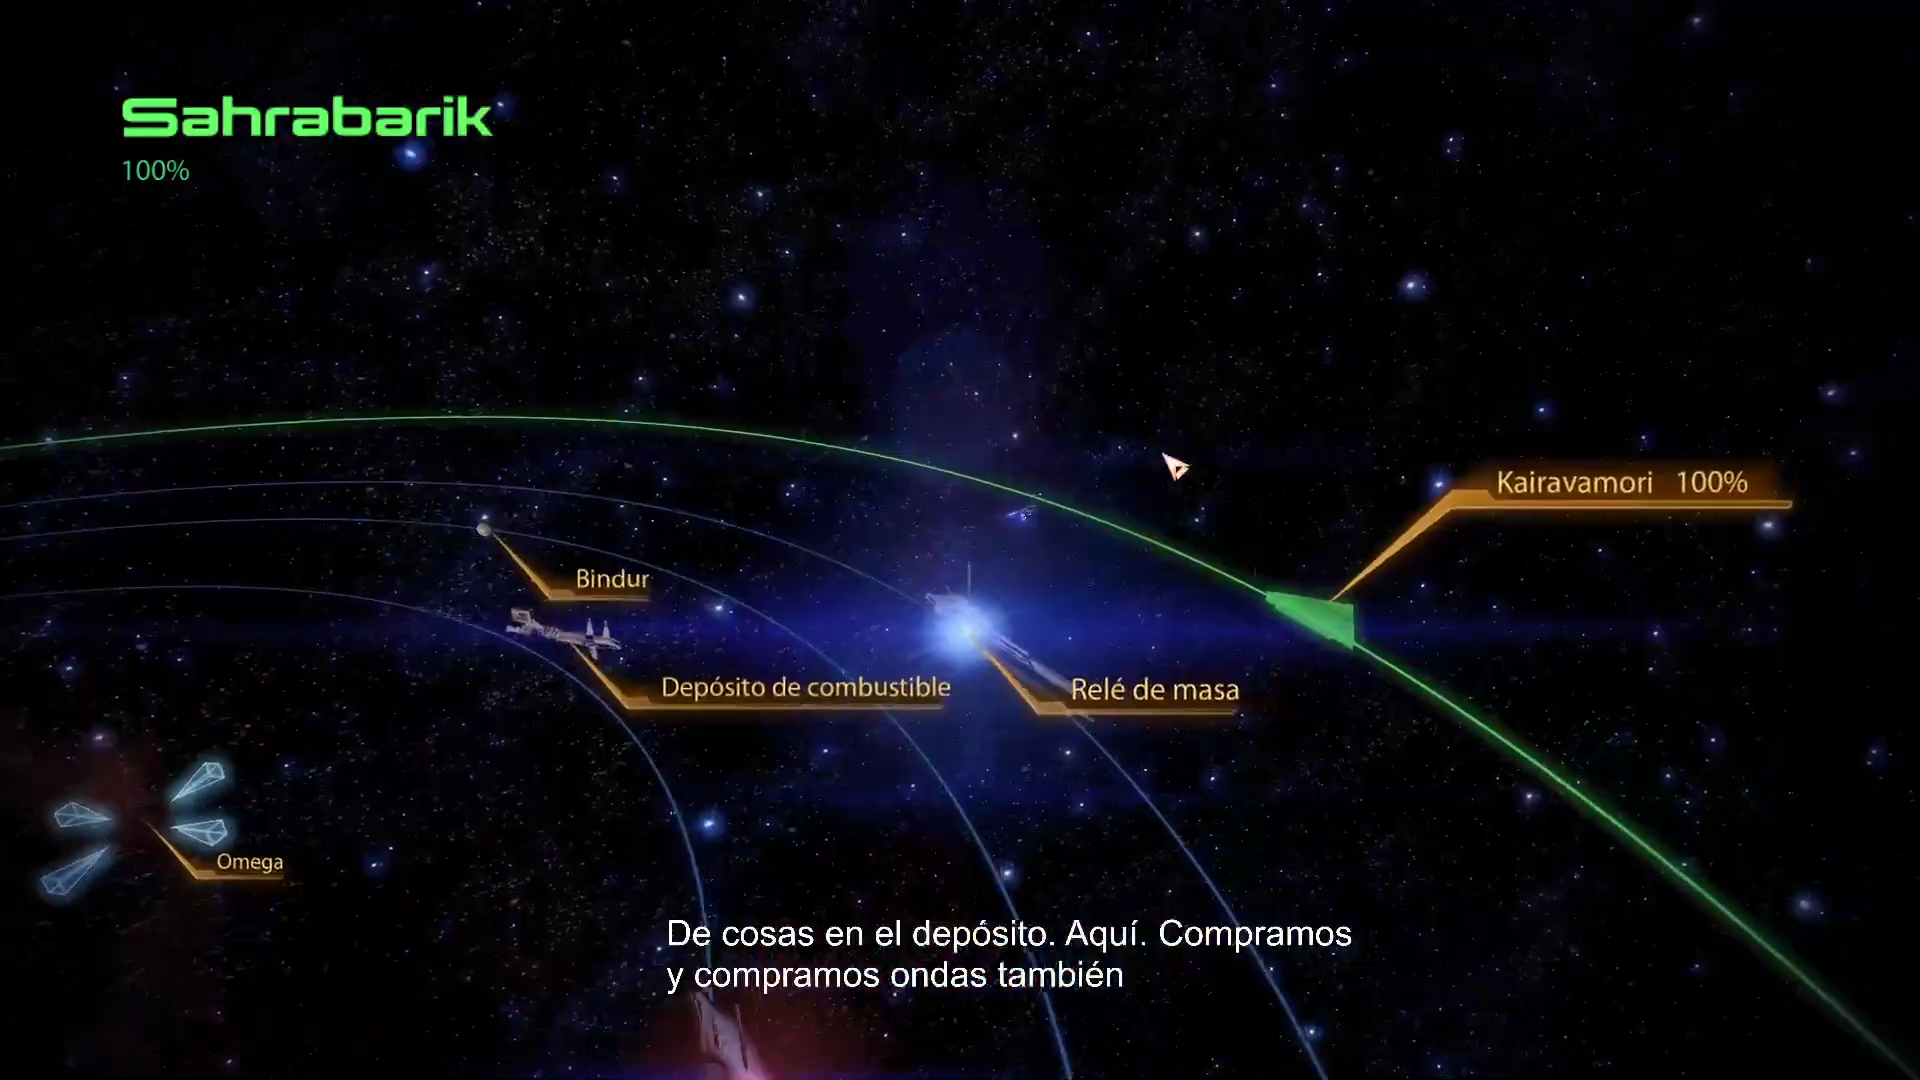 Sahrabarik
100%
Kairavamori 100%
Bindur
Depósito de combustible
Relé de masa
Omega
De cosas en el depósito. Aquí. Compramos
y compramos ondas también